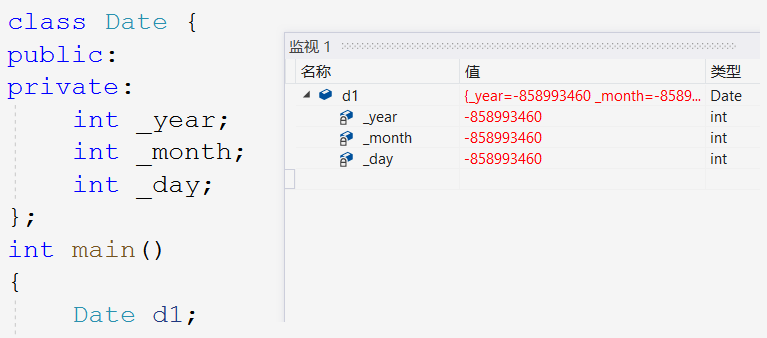 class Date {
public:
private:
int _year;
int _month;
int _day;
};
int main()
{
Date d1;
监视 1
名称 值 类型
d1 {_year=-858993460 _month=-8589... Date
_year -858993460 int
_month -858993460 int
_day -858993460 int